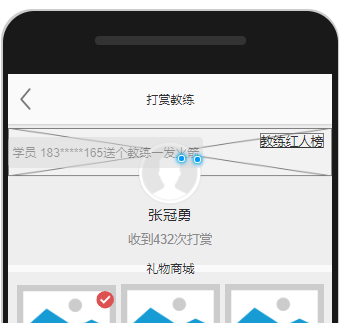 打赏教练
教练红人榜
学员 183*****165送个教练一发火箭
张冠勇
收到432次打赏
礼物商城